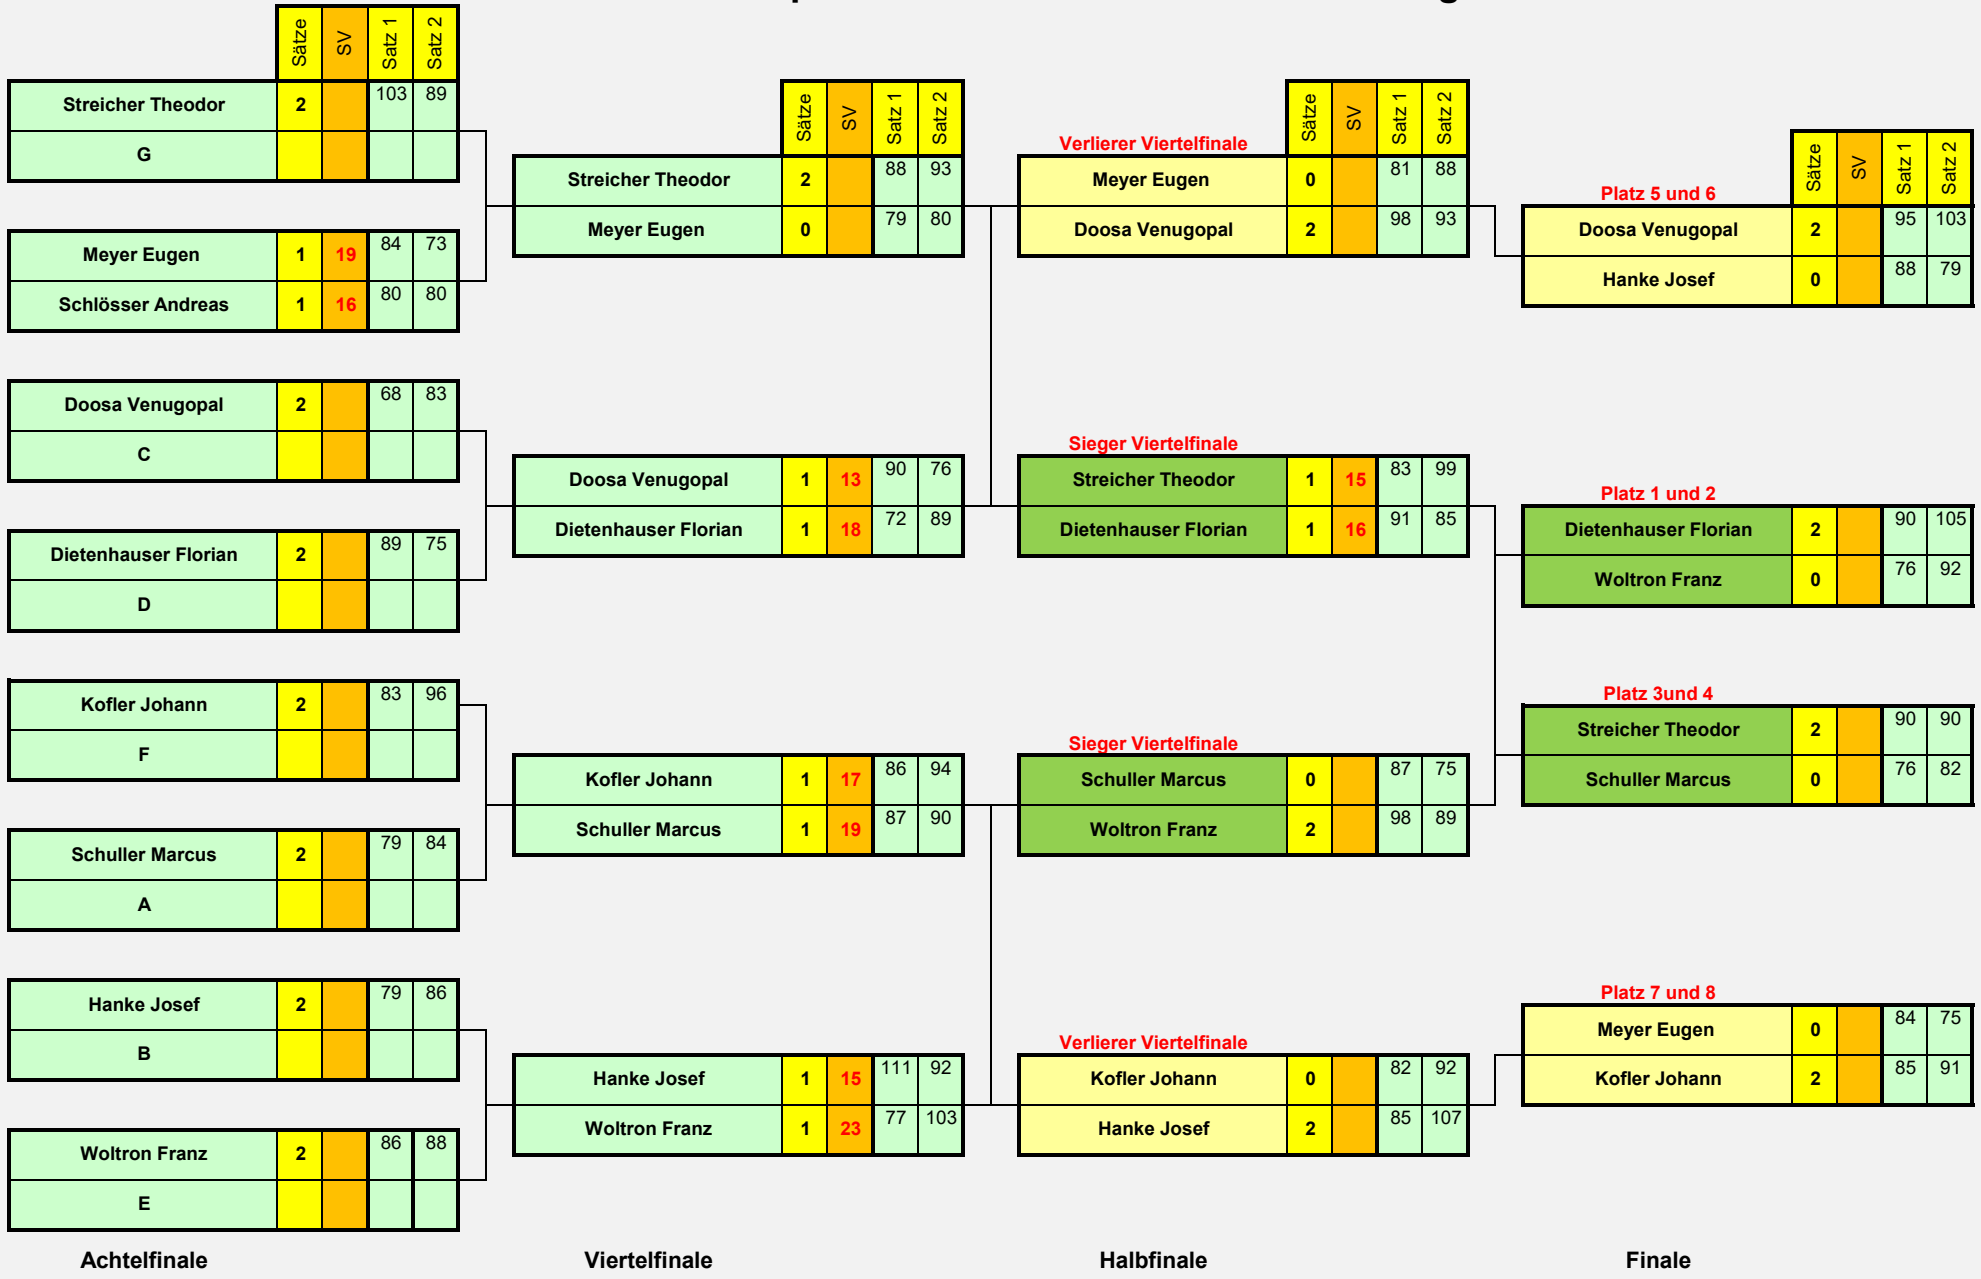 Sätze SV Satz 1 Satz 2
Streicher Theodor 2 103 89
G
Meyer Eugen 1 19 84 73
Schlösser Andreas 1 16 80 80
Doosa Venugopal 2 68 83
C
Dietenhauser Florian 2 89 75
D
Kofler Johann 2 83 96
F
Schuller Marcus 2 79 84
A
Hanke Josef 2 79 86
B
Woltron Franz 2 86 88
E
Achtelfinale
Sätze SV Satz 1 Satz 2
Streicher Theodor 2 88 93
Meyer Eugen 0 79 80
Doosa Venugopal 1 13 90 76
Dietenhauser Florian 1 18 72 89
Kofler Johann 1 17 86 94
Schuller Marcus 1 19 87 90
Hanke Josef 1 15 111 92
Woltron Franz 1 23 77 103
Viertelfinale
Sätze SV Satz 1 Satz 2
Verlierer Viertelfinale
Meyer Eugen 0 81 88
Doosa Venugopal 2 98 93
Sieger Viertelfinale
Streicher Theodor 1 15 83 99
Dietenhauser Florian 1 16 91 85
Sieger Viertelfinale
Schuller Marcus 0 87 75
Woltron Franz 2 98 89
Verlierer Viertelfinale
Kofler Johann 0 82 92
Hanke Josef 2 85 107
Halbfinale
Sätze SV Satz 1 Satz 2
Platz 5 und 6
Doosa Venugopal 2 95 103
Hanke Josef 0 88 79
Platz 1 und 2
Dietenhauser Florian 2 90 105
Woltron Franz 0 76 92
Platz 3und 4
Streicher Theodor 2 90 90
Schuller Marcus 0 76 82
Platz 7 und 8
Meyer Eugen 0 84 75
Kofler Johann 2 85 91
Finale